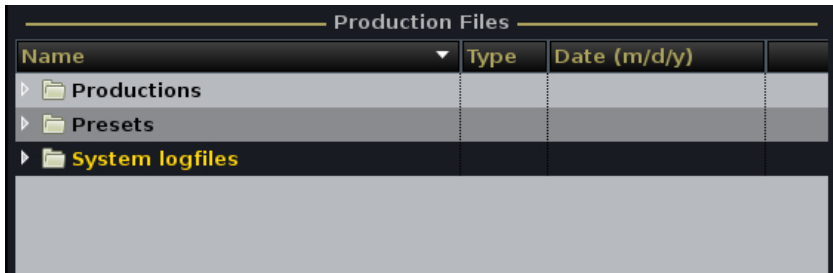 Production Files
Name Type Date (m/d/y)
Productions
Presets
System logfiles